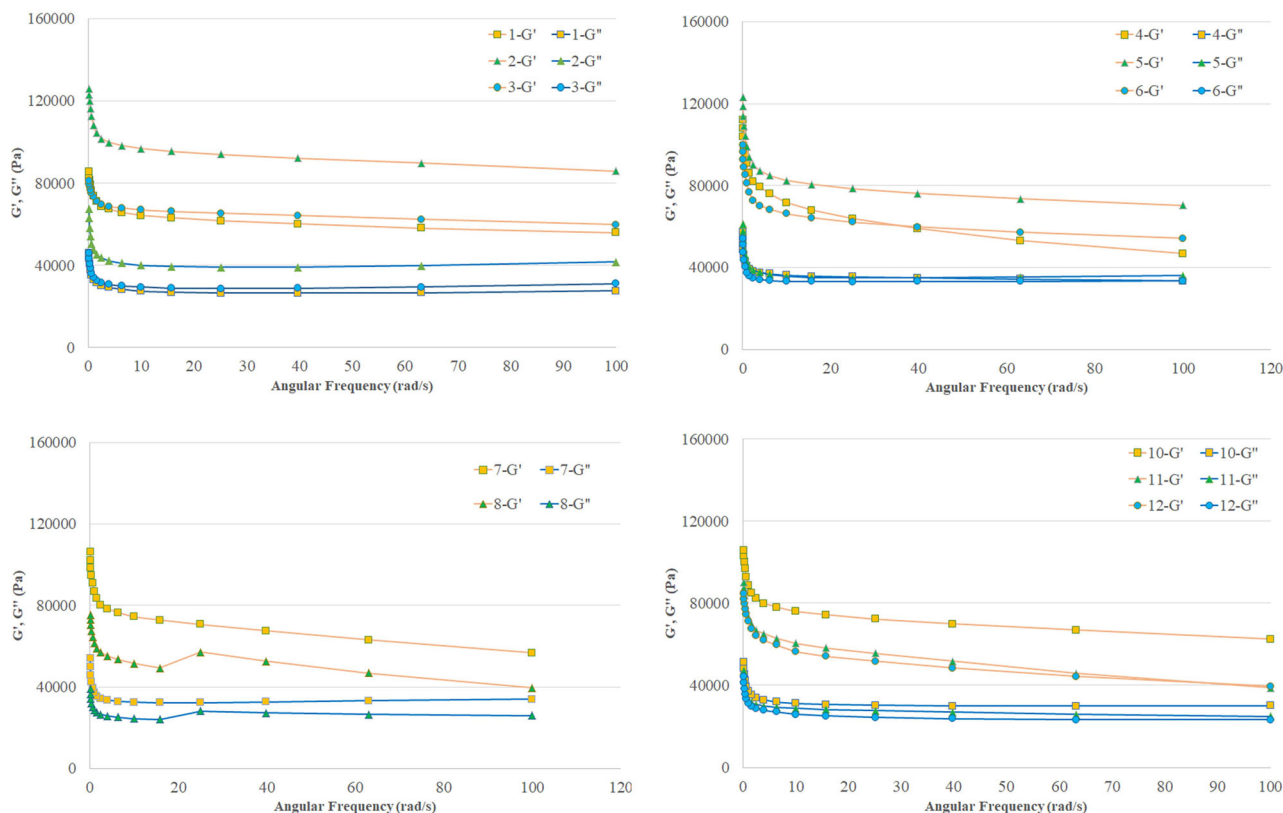 160000
120000
80000
40000
0
G', G'' (Pa)
1-G' 1-G''
2-G' 2-G''
3-G' 3-G''
0 10 20 30 40 50 60 70 80 90 100
Angular Frequency (rad/s)
160000
120000
80000
40000
0
G', G'' (Pa)
4-G' 4-G''
5-G' 5-G''
6-G' 6-G''
0 20 40 60 80 100 120
Angular Frequency (rad/s)
160000
120000
80000
40000
0
G', G'' (Pa)
7-G' 7-G''
8-G' 8-G''
0 20 40 60 80 100 120
Angular Frequency (rad/s)
160000
120000
80000
40000
0
G', G'' (Pa)
10-G' 10-G''
11-G' 11-G''
12-G' 12-G''
0 10 20 30 40 50 60 70 80 90 100
Angular Frequency (rad/s)